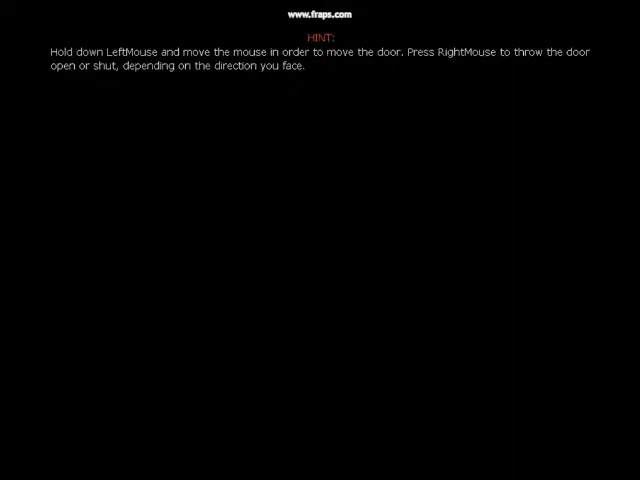 www.fraps.com
HINT:
Hold down LeftMouse and move the mouse in order to move the door. Press RightMouse to throw the door
open or shut, depending on the direction you face.